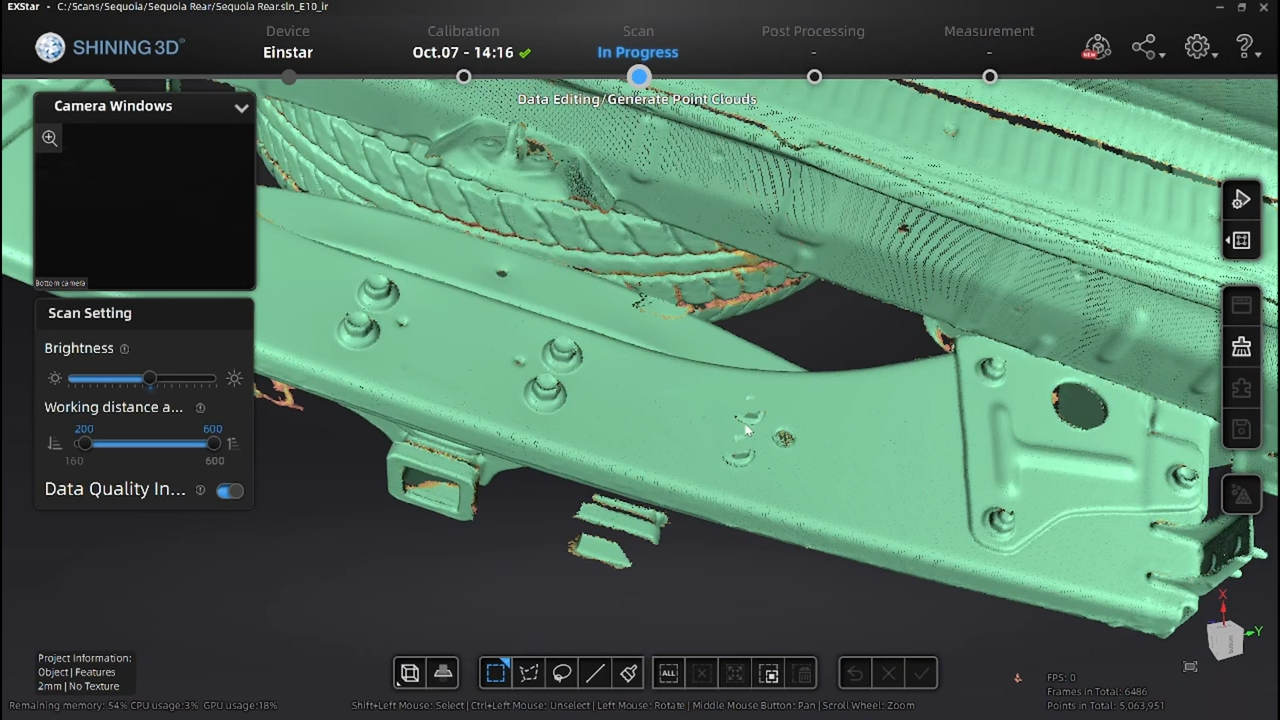 EXStar - C:/Scans/Sequoia/Sequoia Rear/Sequoia Rear.sln_E10_ir
SHINING 3D®
Device
Einstar
Calibration
Oct.07 - 14:16
Scan
In Progress
Post Processing
-
Measurement
-
NEW
Data Editing/Generate Point Clouds
Camera Windows
Bottom camera
Scan Setting
Brightness
Working distance a...
200 600
160 600
Data Quality In...
Project Information:
Object | Features
2mm | No Texture
ALL
X
Y
FPS: 0
Frames in Total: 6486
Points in Total: 5,063,951
Remaining memory: 54% CPU usage:3% GPU usage:18%
Shift+Left Mouse: Select | Ctrl+Left Mouse: Unselect | Left Mouse: Rotate | Middle Mouse Button: Pan | Scroll Wheel: Zoom